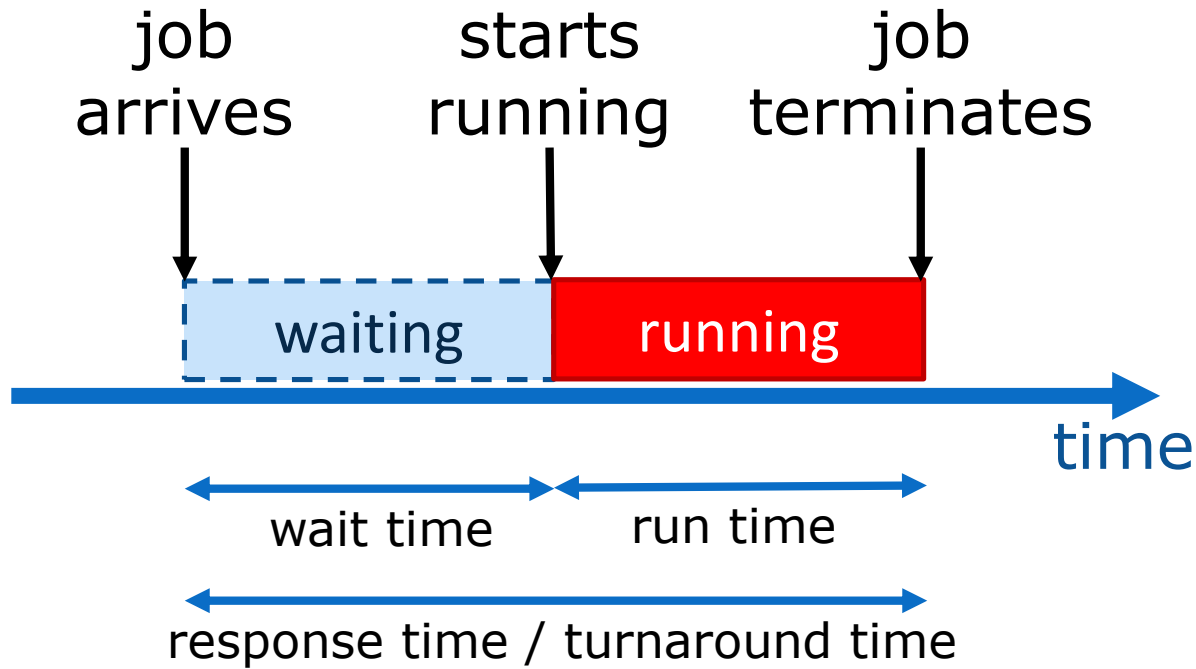 job
arrives
starts
running
job
terminates
waiting
running
time
wait time
run time
response time / turnaround time